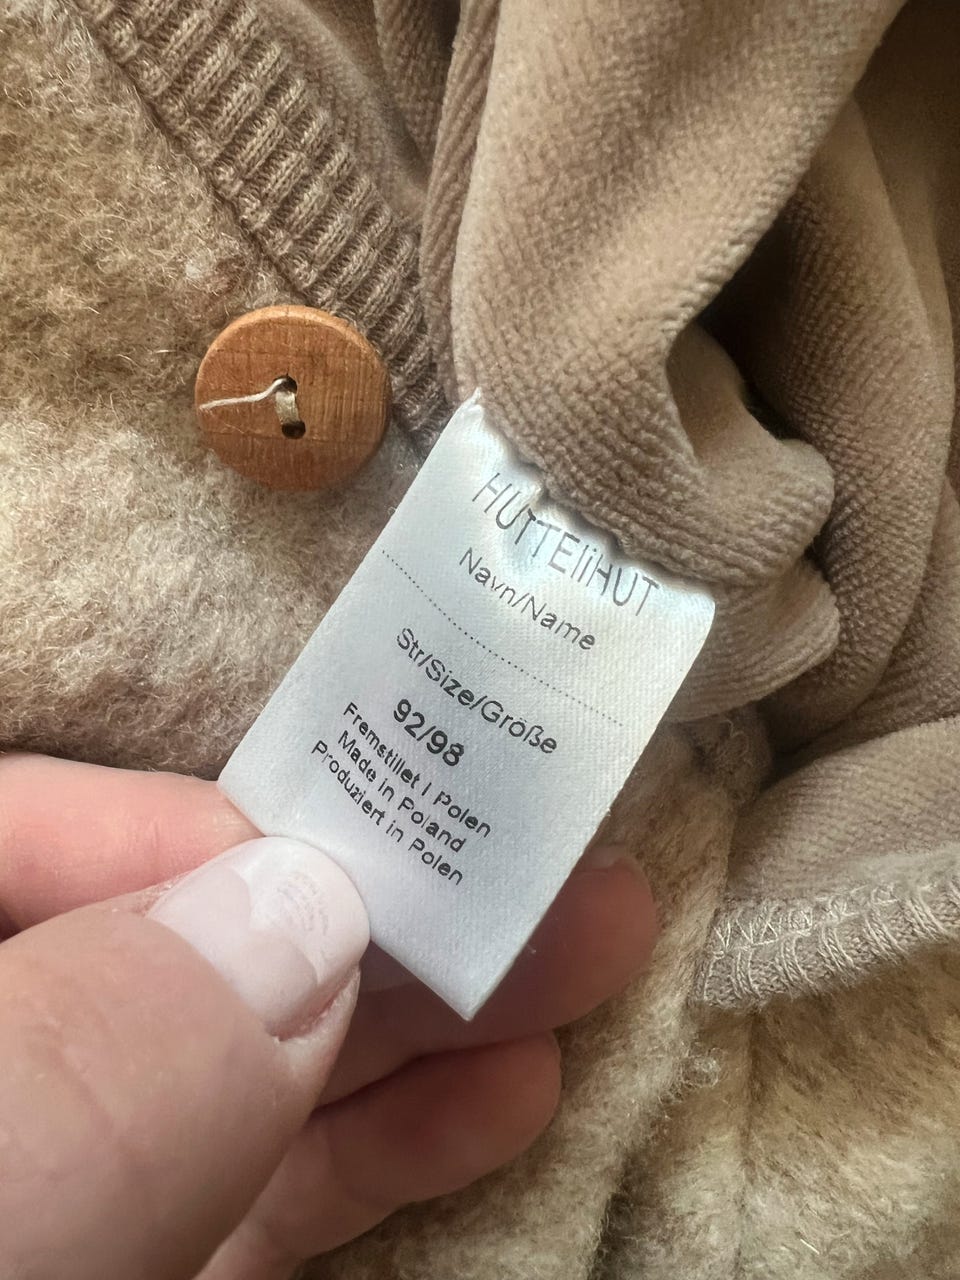 HUTTEliHUT
Navn/Name
Str/Size/Größe
92/98
Fremstillet I Polen
Made in Poland
Produziert in Polen